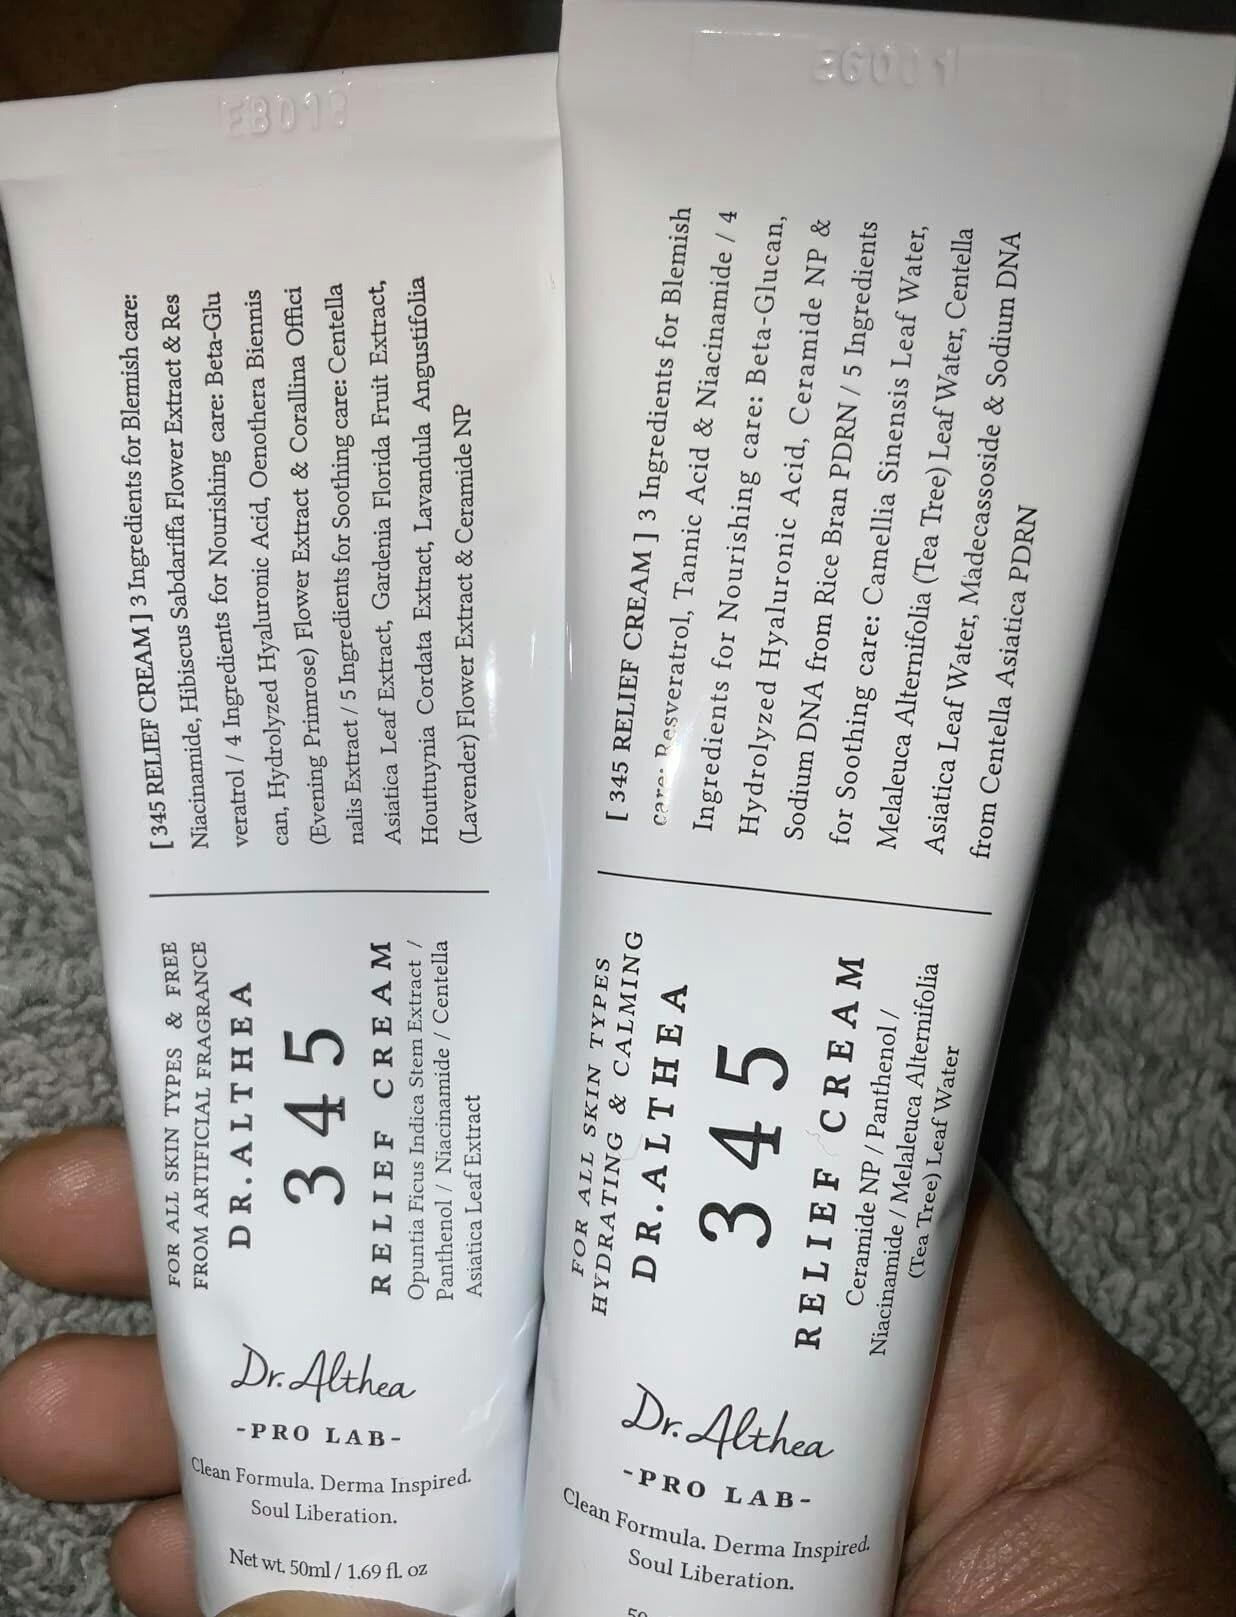 EB013
[ 345 RELIEF CREAM ] 3 Ingredients for Blemish care:
Niacinamide, Hibiscus Sabdariffa Flower Extract & Res
veratrol / 4 Ingredients for Nourishing care: Beta-Glu
can, Hydrolyzed Hyaluronic Acid, Oenothera Biennis
(Evening Primrose) Flower Extract & Corallina Offici
nalis Extract / 5 Ingredients for Soothing care: Centella
Asiatica Leaf Extract, Gardenia Florida Fruit Extract,
Houttuynia Cordata Extract, Lavandula Angustifolia
(Lavender) Flower Extract & Ceramide NP
FOR ALL SKIN TYPES & FREE
FROM ARTIFICIAL FRAGRANCE
DR.ALTHEA
345
RELIEF CREAM
Opuntia Ficus Indica Stem Extract /
Panthenol / Niacinamide / Centella
Asiatica Leaf Extract
Dr.Althea
-PRO LAB-
Clean Formula. Derma Inspired.
Soul Liberation.
Net wt. 50ml / 1.69 fl. oz
[ 345 RELIEF CREAM ] 3 Ingredients for Blemish
care: Resveratrol, Tannic Acid & Niacinamide / 4
Ingredients for Nourishing care: Beta-Glucan,
Hydrolyzed Hyaluronic Acid, Ceramide NP &
Sodium DNA from Rice Bran PDRN / 5 Ingredients
for Soothing care: Camellia Sinensis Leaf Water,
Melaleuca Alternifolia (Tea Tree) Leaf Water, Centella
Asiatica Leaf Water, Madecassoside & Sodium DNA
from Centella Asiatica PDRN
FOR ALL SKIN TYPES
HYDRATING & CALMING
DR.ALTHEA
345
RELIEF CREAM
Ceramide NP / Panthenol /
Niacinamide / Melaleuca Alternifolia
(Tea Tree) Leaf Water
Dr.Althea
-PRO LAB-
Clean Formula. Derma Inspired.
Soul Liberation.